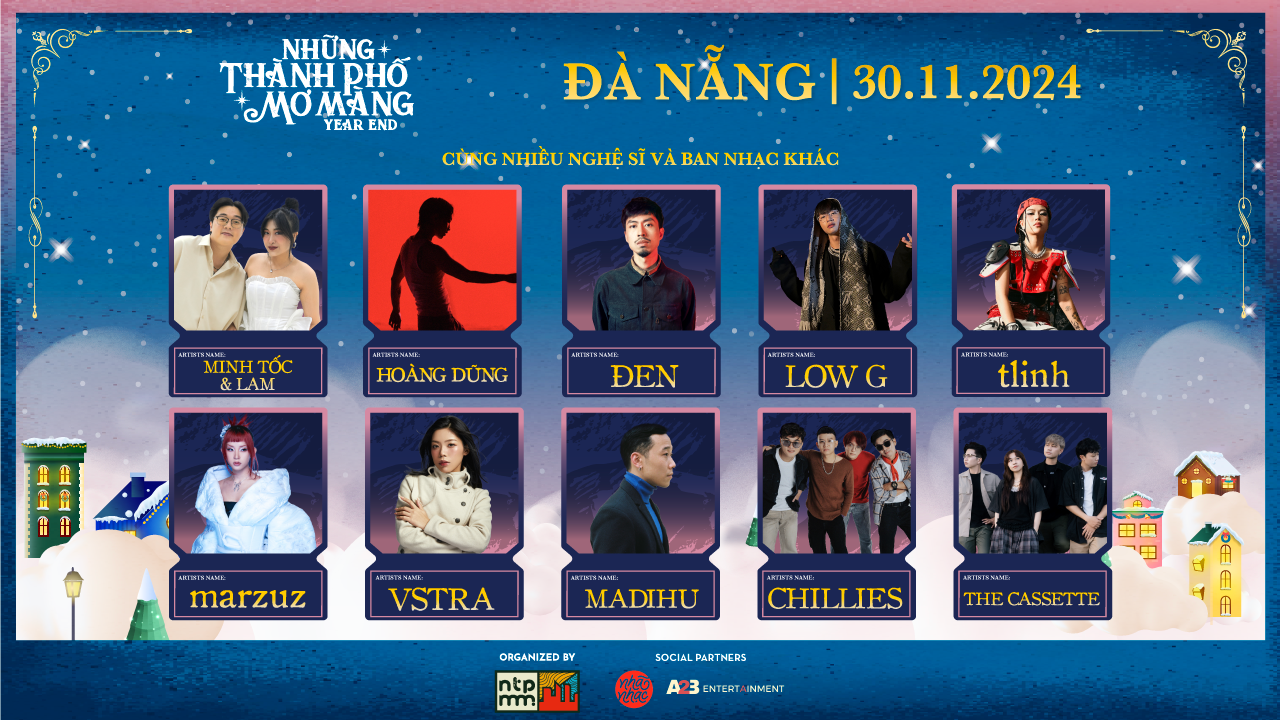 NHỮNG
THÀNH PHỐ
MƠ MÀNG
YEAR END
ĐÀ NẴNG | 30.11.2024
CÙNG NHIỀU NGHỆ SĨ VÀ BAN NHẠC KHÁC
ARTISTS NAME:
MINH TỐC
& LAM
ARTISTS NAME:
HOÀNG DŨNG
ARTISTS NAME:
ĐEN
ARTISTS NAME:
LOW G
ARTISTS NAME:
tlinh
ARTISTS NAME:
marzuz
ARTISTS NAME:
VSTRA
ARTISTS NAME:
MADIHU
ARTISTS NAME:
CHILLIES
ARTISTS NAME:
THE CASSETTE
ORGANIZED BY
ntp
mm
SOCIAL PARTNERS
nhã
nhạc
A2B ENTERTAINMENT